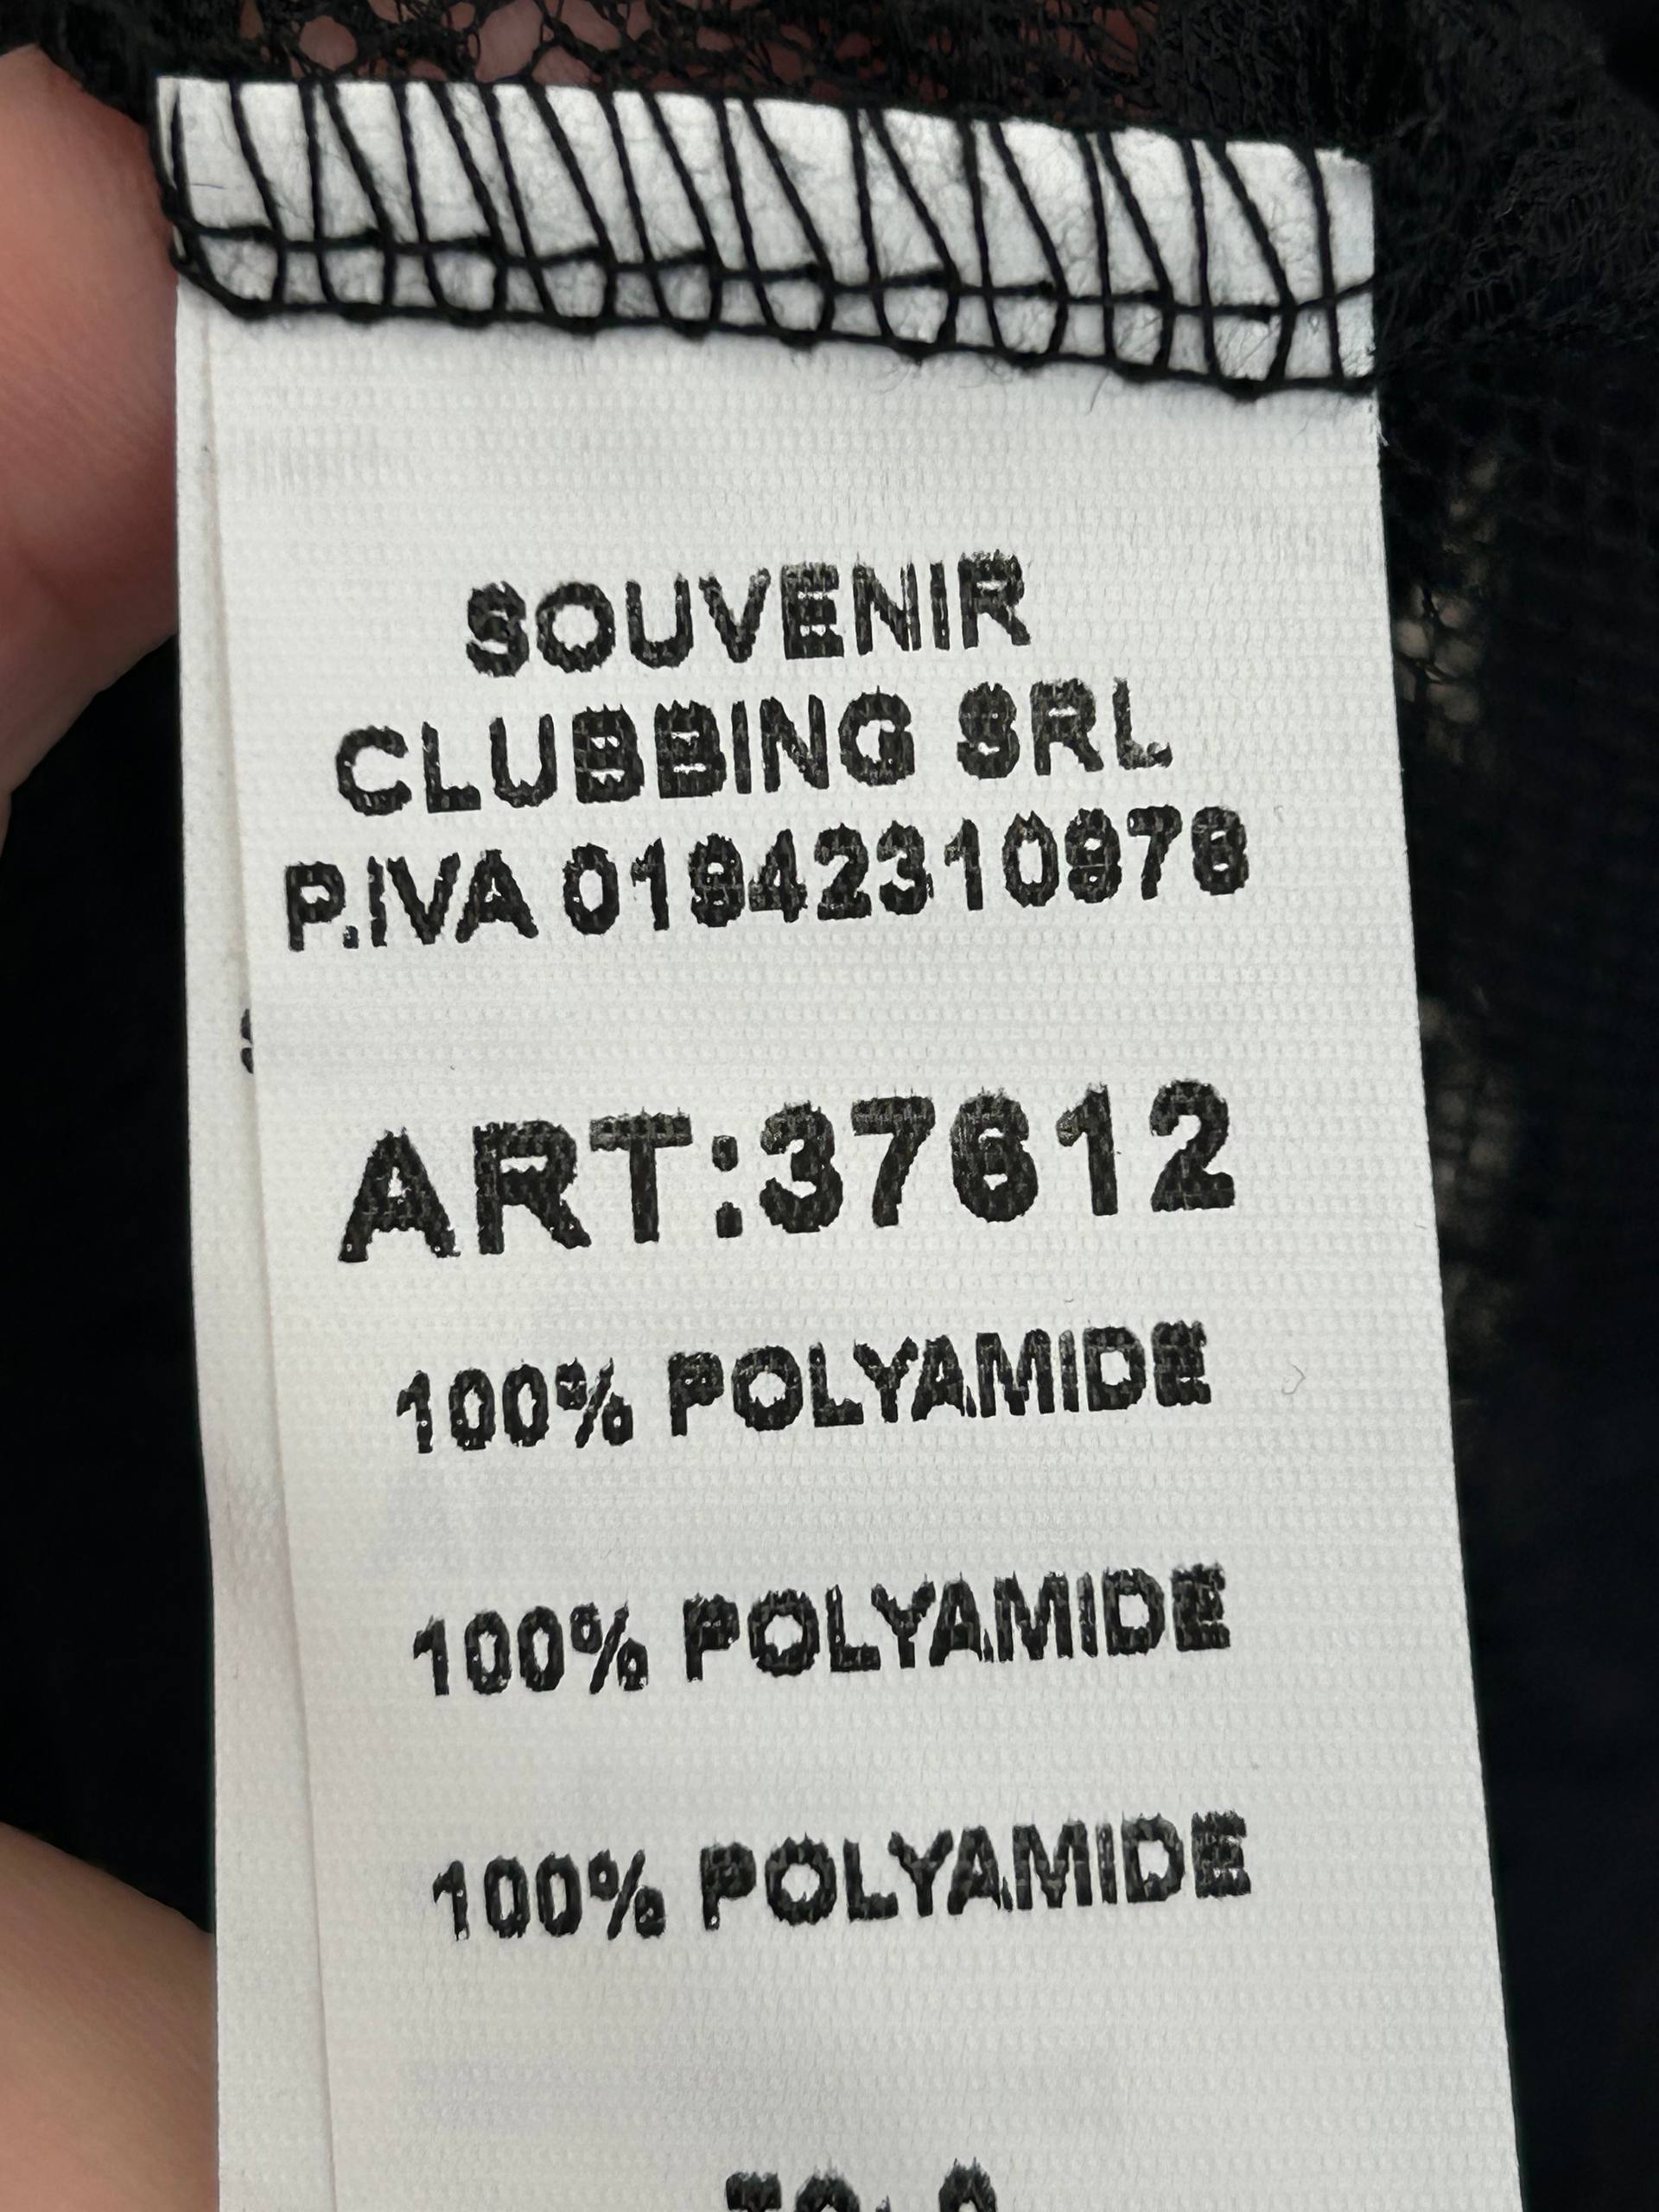 SOUVENIR
CLUBBING SRL
P.IVA 01942310978
ART:37612
100% POLYAMIDE
100% POLYAMIDE
100% POLYAMIDE